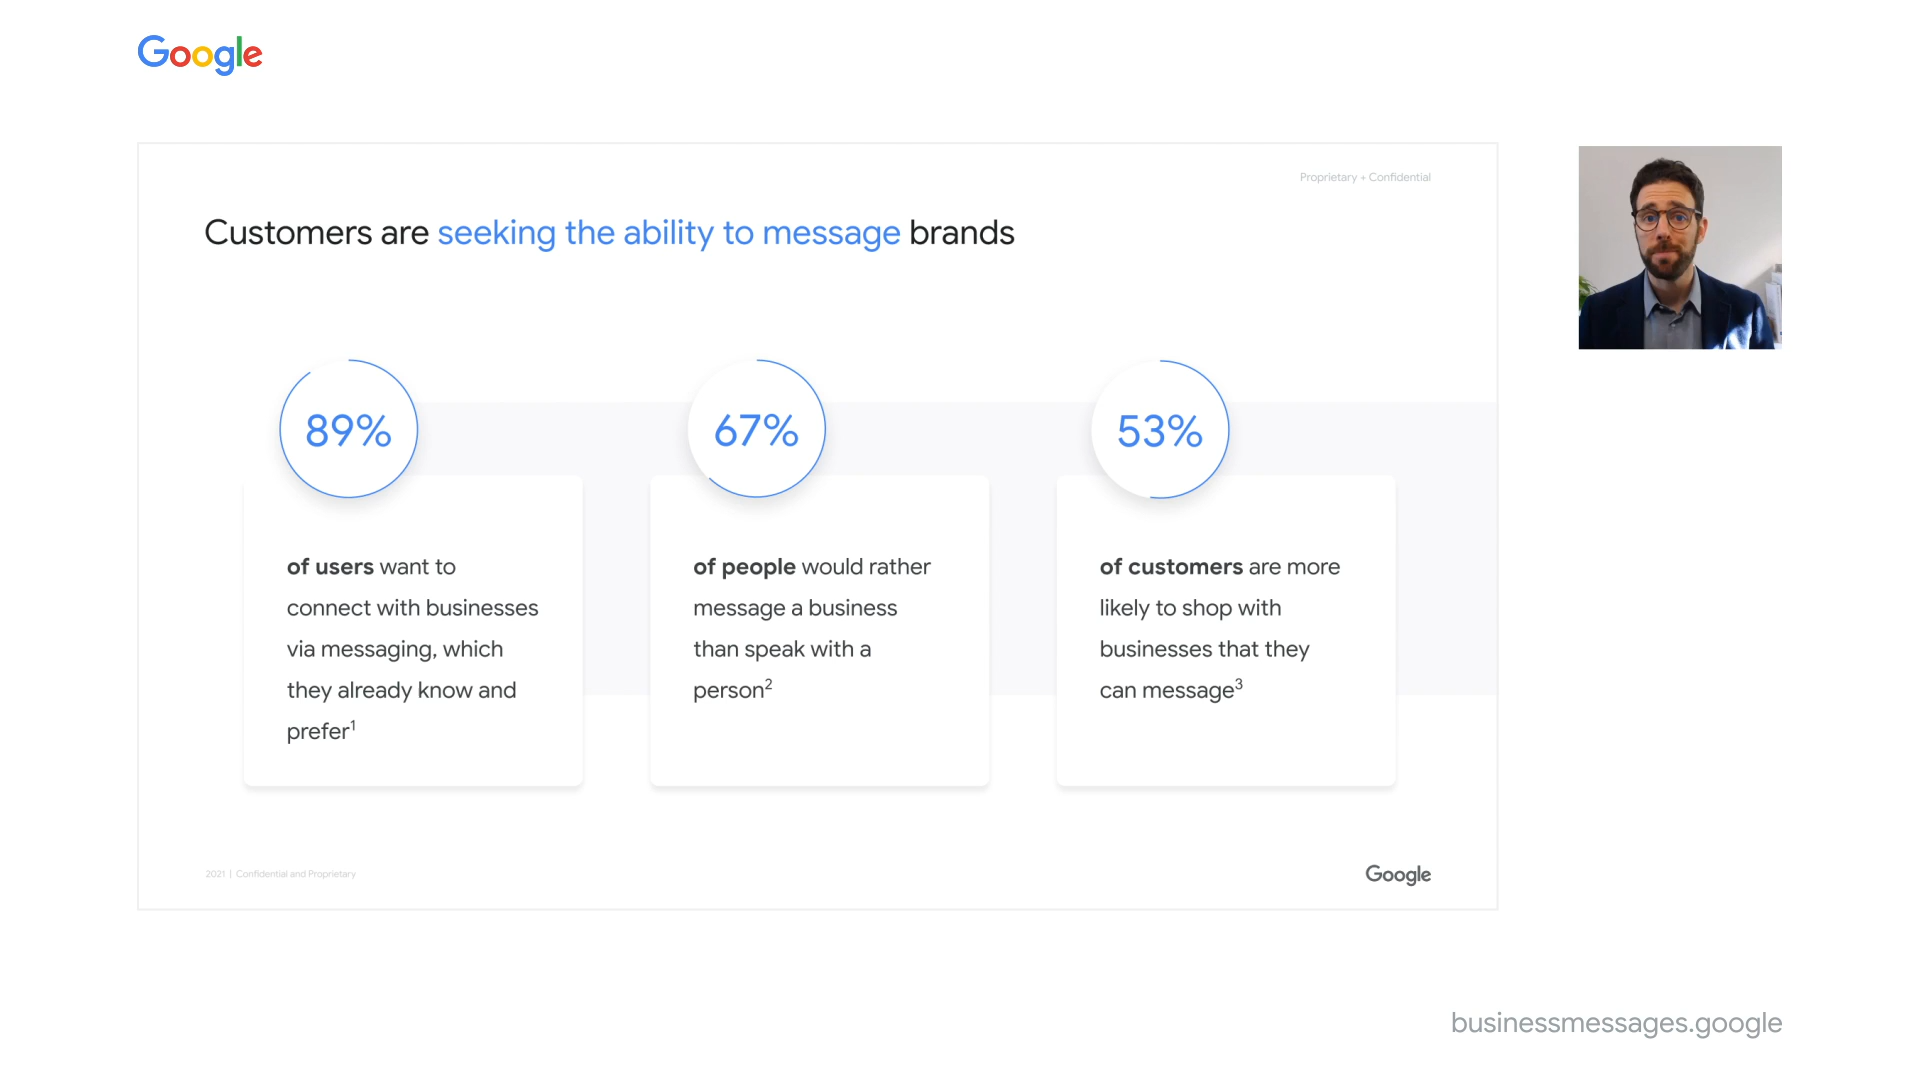 Google
Proprietary + Confidential
Customers are seeking the ability to message brands
89%
of users want to
connect with businesses
via messaging, which
they already know and
prefer¹
67%
of people would rather
message a business
than speak with a
person²
53%
of customers are more
likely to shop with
businesses that they
can message³
2021 | Confidential and Proprietary
Google
businessmessages.google